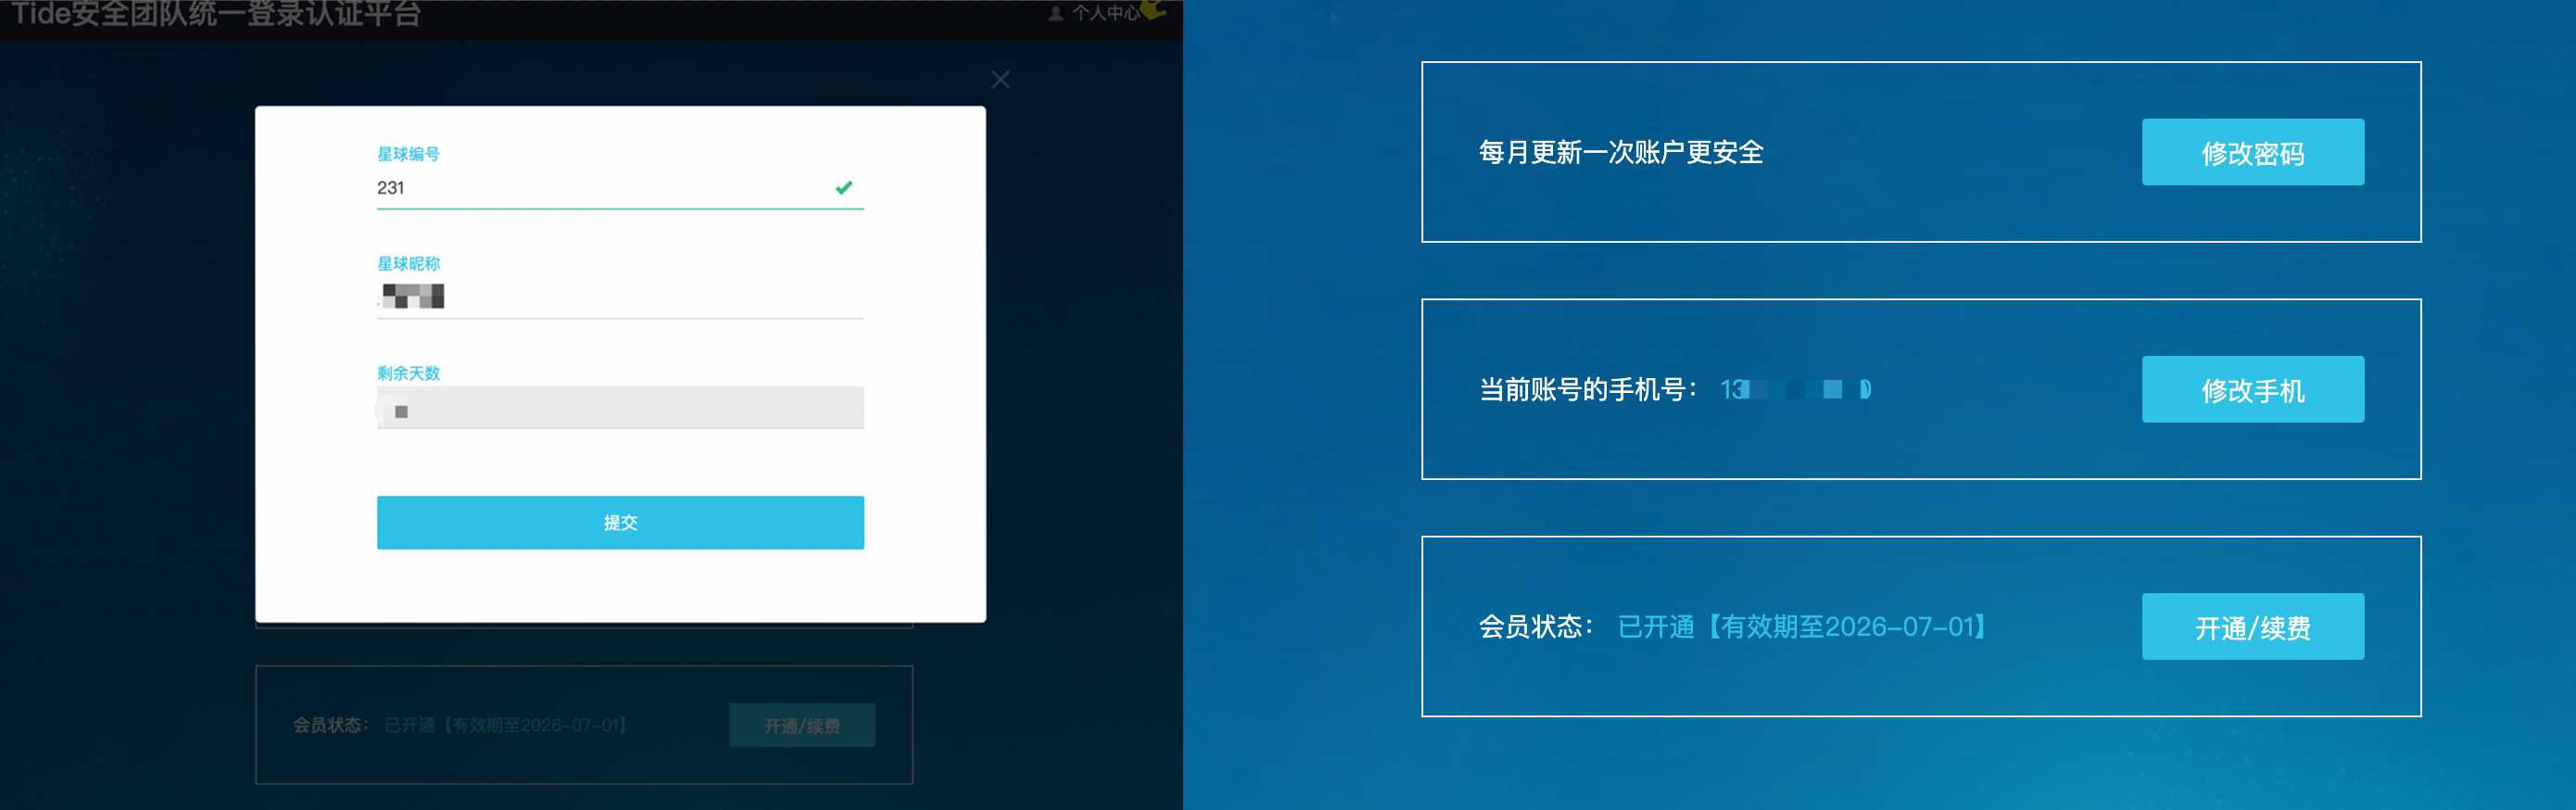 Tide安全团队统一登录认证平台
个人中心
星球编号
231
星球昵称
剩余天数
提交
会员状态： 已开通【有效期至2026-07-01】
开通/续费
每月更新一次账户更安全
修改密码
当前账号的手机号： 13
修改手机
会员状态： 已开通【有效期至2026-07-01】
开通/续费